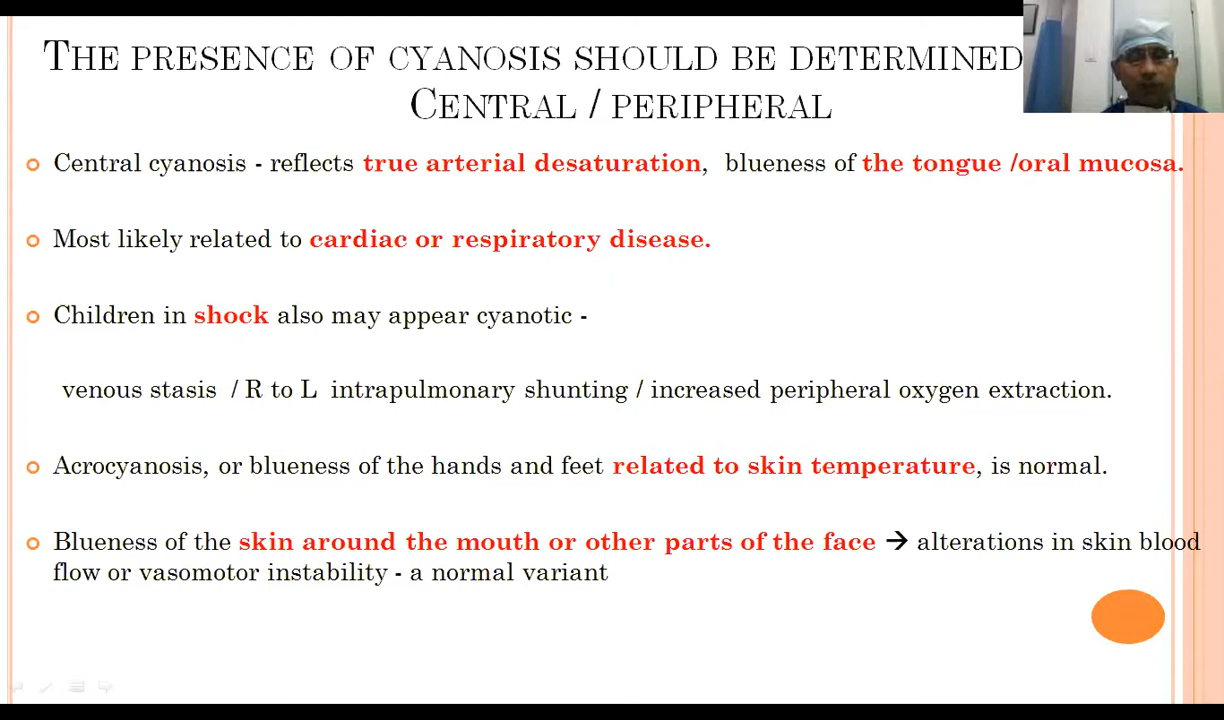 THE PRESENCE OF CYANOSIS SHOULD BE DETERMINED
CENTRAL / PERIPHERAL
Central cyanosis - reflects true arterial desaturation, blueness of the tongue /oral mucosa.
Most likely related to cardiac or respiratory disease.
Children in shock also may appear cyanotic -
venous stasis / R to L intrapulmonary shunting / increased peripheral oxygen extraction.
Acrocyanosis, or blueness of the hands and feet related to skin temperature, is normal.
Blueness of the skin around the mouth or other parts of the face → alterations in skin blood
flow or vasomotor instability - a normal variant